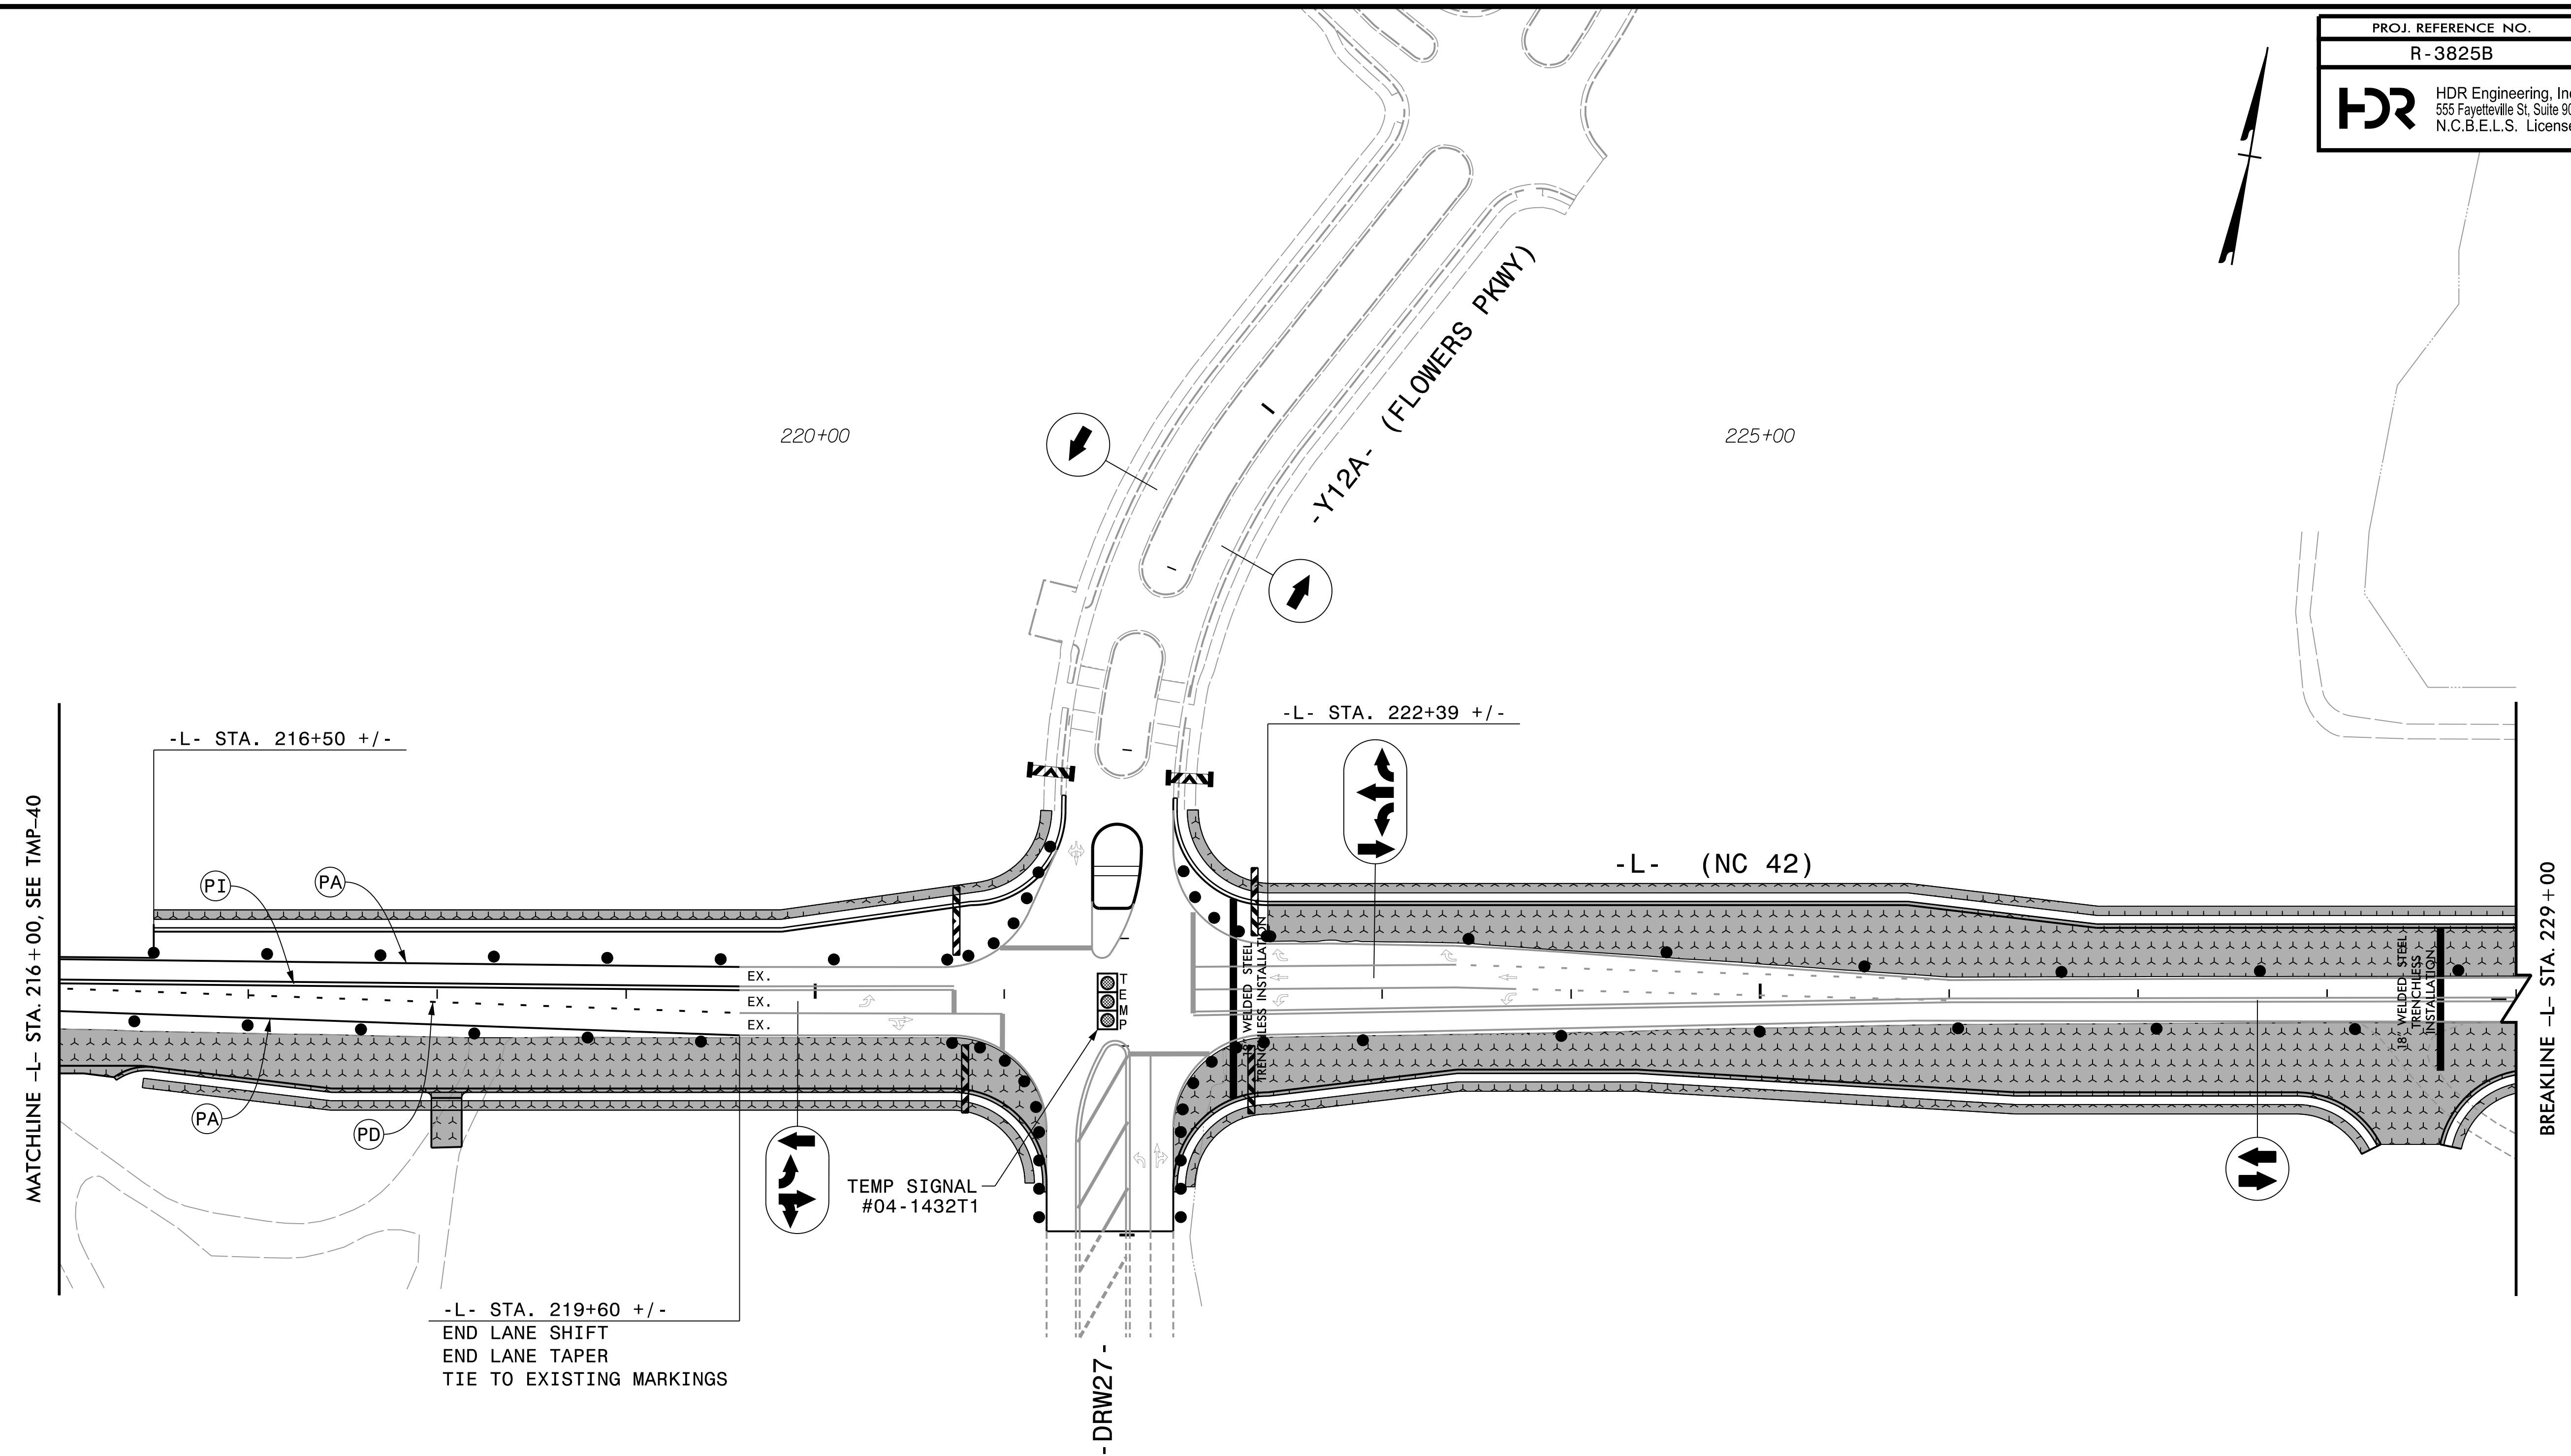 PROJ. REFERENCE NO.
R-3825B
HDR
HDR Engineering, Inc
555 Fayetteville St, Suite 90
N.C.B.E.L.S. License
220+00
225+00
-Y12A- (FLOWERS PKWY)
-L- STA. 216+50 +/-
-L- STA. 222+39 +/-
MATCHLINE –L– STA. 216+00, SEE TMP–40
PI
PA
-L- (NC 42)
BREAKLINE –L– STA. 229+00
EX.
EX.
EX.
TEMP
18" WELDED STEEL
TRENCHLESS INSTALLATION
18" WELDED STEEL
TRENCHLESS
INSTALLATION
PA
PD
TEMP SIGNAL
#04-1432T1
-L- STA. 219+60 +/-
END LANE SHIFT
END LANE TAPER
TIE TO EXISTING MARKINGS
-DRW27-